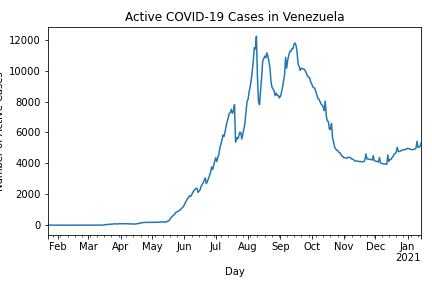 Active COVID-19 Cases in Venezuela
12000
10000
8000
6000
4000
2000
0
Number of Active Cases
Feb Mar Apr May Jun Jul Aug Sep Oct Nov Dec Jan
2021
Day